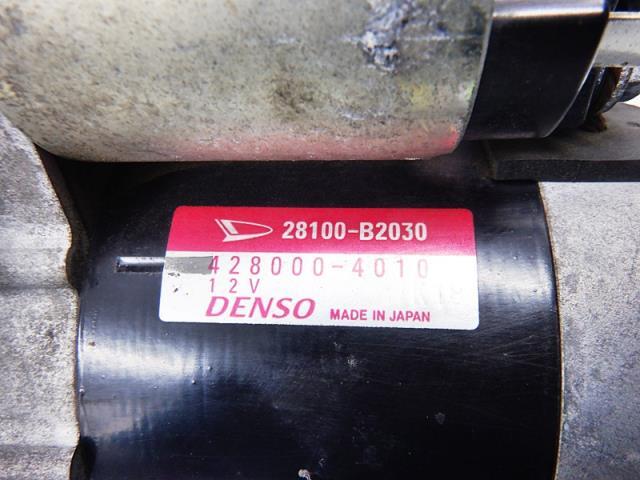 28100-B2030
428000-4010
12V
DENSO MADE IN JAPAN